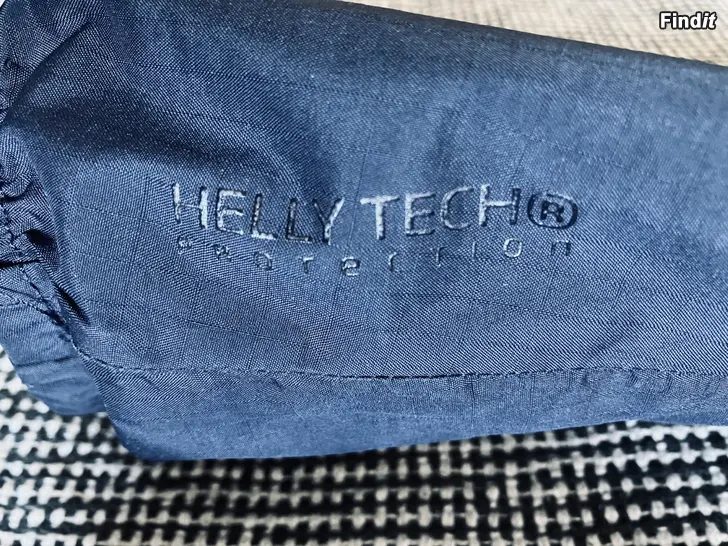 Findit
HELLY TECH®
protection